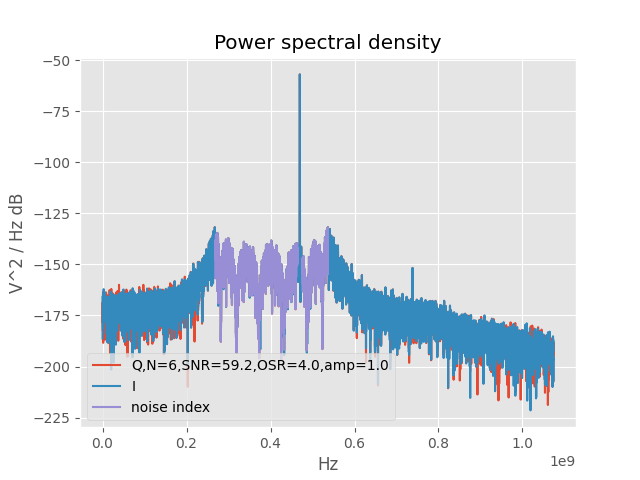 Power spectral density
V^2 / Hz dB
−50
−75
−100
−125
−150
−175
−200
−225
Q,N=6,SNR=59.2,OSR=4.0,amp=1.0
I
noise index
0.0 0.2 0.4 0.6 0.8 1.0
1e9
Hz